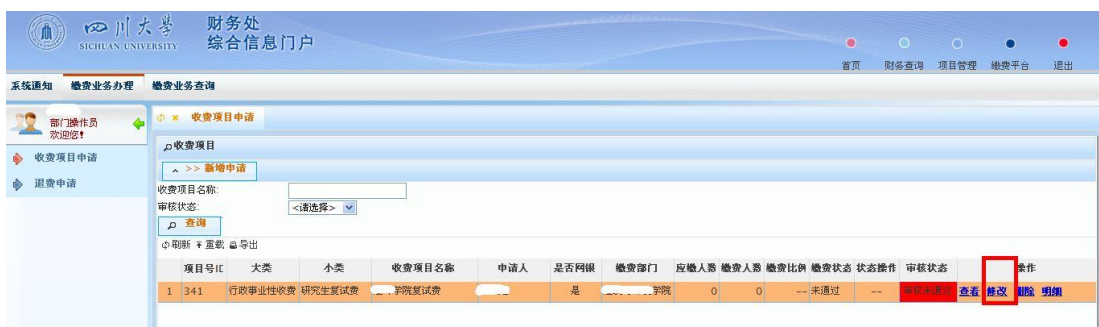 四川大学
SICHUAN UNIVERSITY
财务处
综合信息门户
首页 财务查询 项目管理 缴费平台 退出
系统通知 缴费业务办理 缴费业务查询
部门操作员
欢迎您!
收费项目申请
退费申请
收费项目申请
收费项目
>> 新增申请
收费项目名称:
审核状态: <请选择>
查询
刷新 重载 导出
项目号ID 大类 小类 收费项目名称 申请人 是否网银 缴费部门 应缴人数 缴费人数 缴费比例 缴费状态 状态操作 审核状态 操作
1 341 行政事业性收费 研究生复试费 学院复试费 是 学院 0 0 -- 未通过 -- 审核未通过 查看 修改 删除 明细